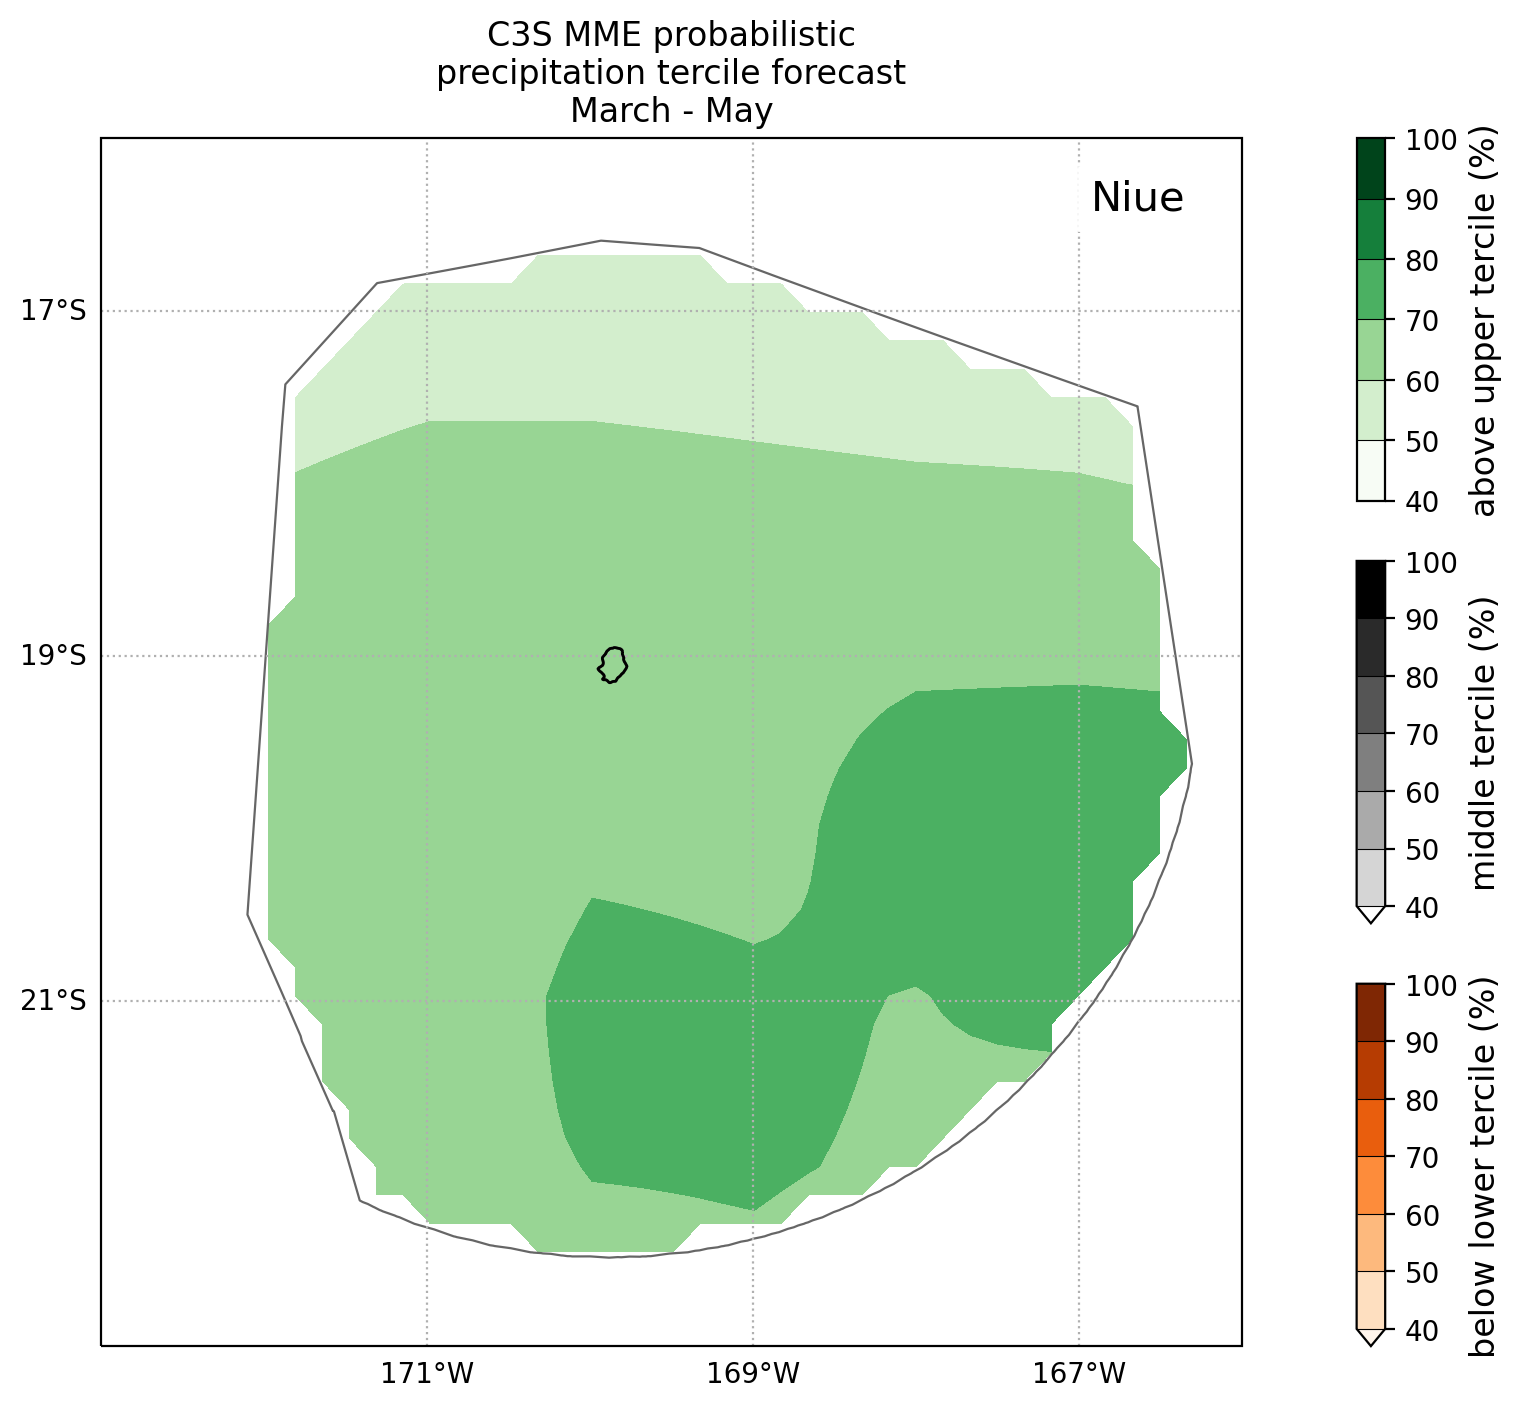 C3S MME probabilistic
precipitation tercile forecast
March - May
Niue
17°S
19°S
21°S
171°W
169°W
167°W
100
90
80
70
60
50
40
above upper tercile (%)
100
90
80
70
60
50
40
middle tercile (%)
100
90
80
70
60
50
40
below lower tercile (%)